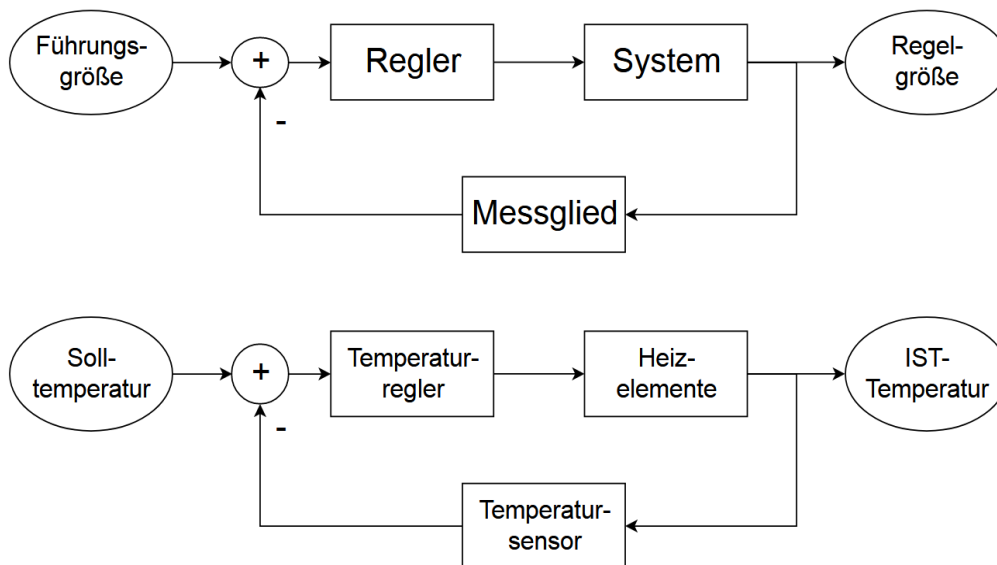 Führungs-
größe
+
Regler
System
Regel-
größe
-
Messglied
Soll-
temperatur
+
Temperatur-
regler
Heiz-
elemente
IST-
Temperatur
-
Temperatur-
sensor